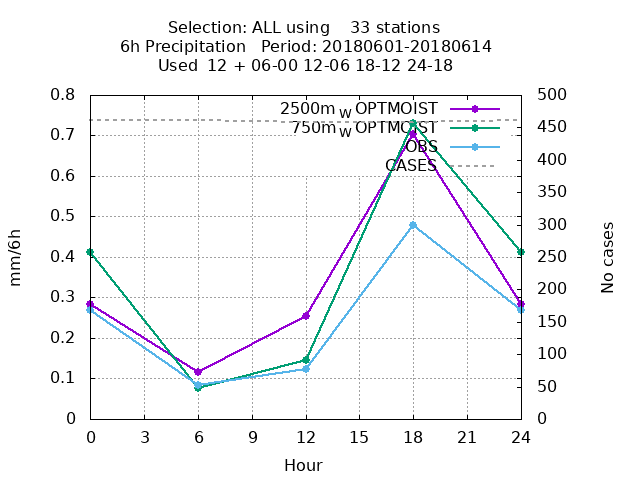 Selection: ALL using    33 stations
6h Precipitation   Period: 20180601-20180614
Used  12 + 06-00 12-06 18-12 24-18
2500m W OPTMOIST
750m W OPTMOIST
OBS
CASES
0.8
0.7
0.6
0.5
0.4
0.3
0.2
0.1
0
mm/6h
500
450
400
350
300
250
200
150
100
50
0
No cases
0 3 6 9 12 15 18 21 24
Hour